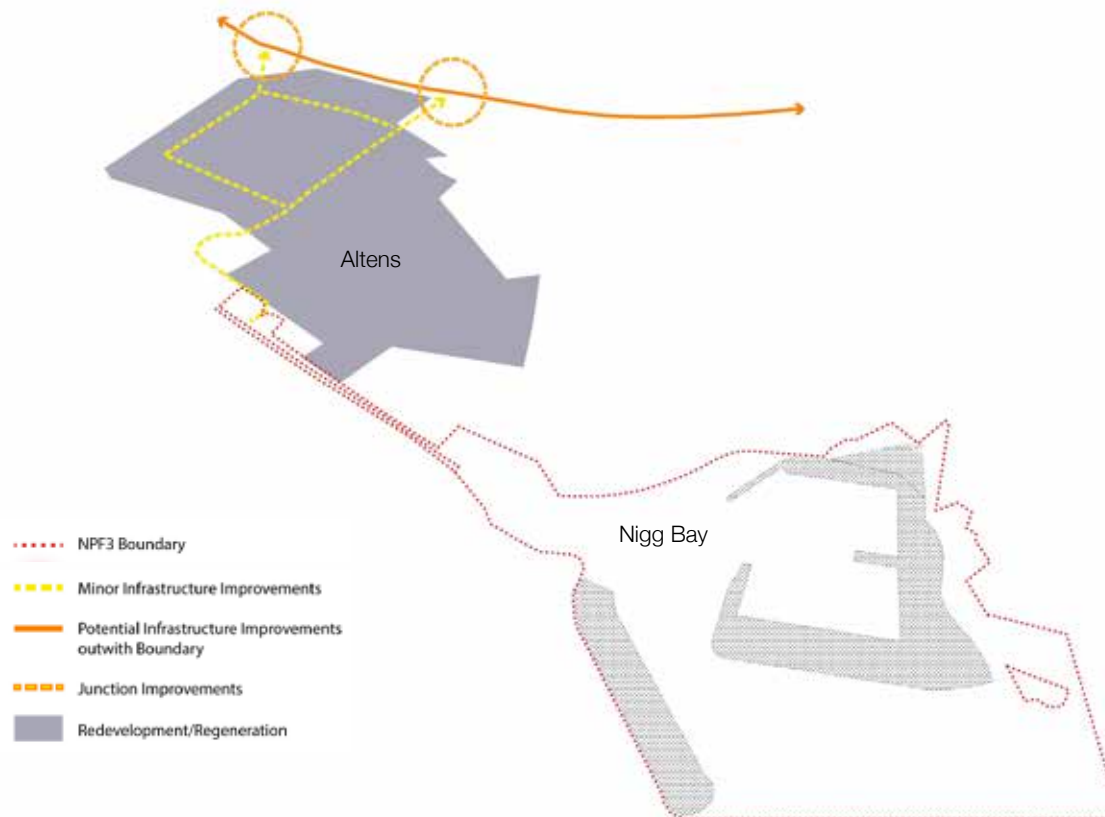 Altens
Nigg Bay
NPF3 Boundary
Minor Infrastructure Improvements
Potential Infrastructure Improvements
outwith Boundary
Junction Improvements
Redevelopment/Regeneration